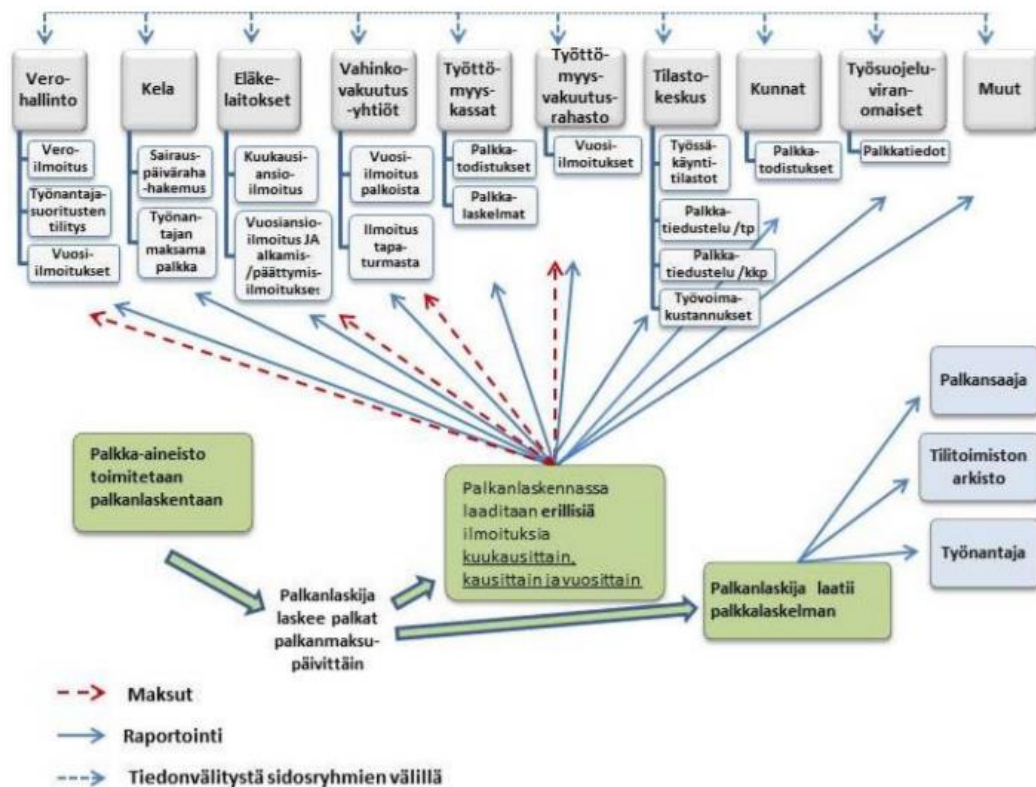 Vero-
hallinto
Kela
Eläke-
laitokset
Vahinko-
vakuutus
-yhtiöt
Työttö-
myys-
kassat
Työttö-
myys-
vakuutus-
rahasto
Tilasto-
keskus
Kunnat
Työsuojelu-
viran-
omaiset
Muut
Vero-
ilmoitus
Työnantaja-
suoritusten
tilitys
Vuosi-
ilmoitukset
Sairaus-
päiväraha
-hakemus
Työnan-
tajan
maksama
palkka
Kuukausi-
ansio-
ilmoitus
Vuosiansio-
ilmoitus JA
alkamis-
/päättymis-
ilmoitukset
Vuosi-
ilmoitus
palkoista
Ilmoitus
tapa-
turmasta
Palkka-
todistukset
Palkka-
laskelmat
Vuosi-
ilmoitukset
Työssä-
käynti-
tilastot
Palkka-
tiedustelu /tp
Palkka-
tiedustelu /kkp
Työvoima-
kustannukset
Palkka-
todistukset
Palkkatiedot
Palkka-aineisto
toimitetaan
palkanlaskentaan
Palkanlaskija
laskee palkat
palkanmaksu-
päivittäin
Palkanlaskennassa
laaditaan erillisiä
ilmoituksia
kuukausittain,
kausittain ja vuosittain
Palkanlaskija laatii
palkkalaskelman
Palkansaaja
Tilitoimiston
arkisto
Työnantaja
Maksut
Raportointi
Tiedonvälitystä sidosryhmien välillä